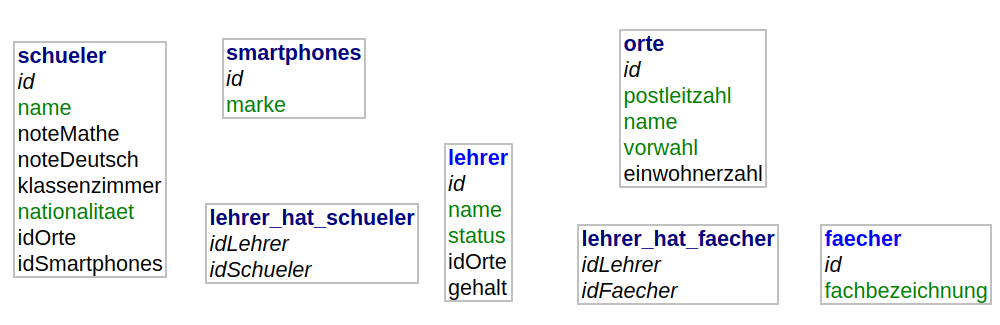 schueler
id
name
noteMathe
noteDeutsch
klassenzimmer
nationalitaet
idOrte
idSmartphones
smartphones
id
marke
lehrer_hat_schueler
idLehrer
idSchueler
lehrer
id
name
status
idOrte
gehalt
orte
id
postleitzahl
name
vorwahl
einwohnerzahl
lehrer_hat_faecher
idLehrer
idFaecher
faecher
id
fachbezeichnung